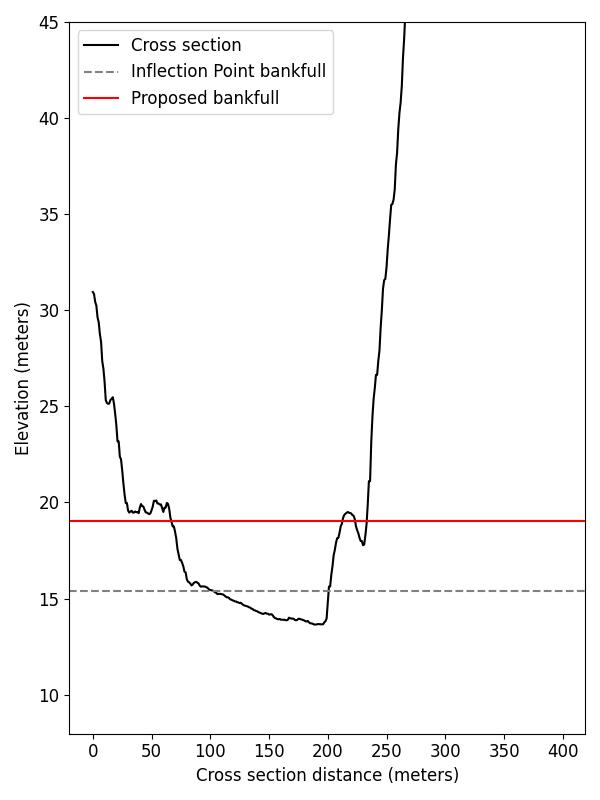 Cross section
Inflection Point bankfull
Proposed bankfull
45
40
35
30
25
20
15
10
Elevation (meters)
0 50 100 150 200 250 300 350 400
Cross section distance (meters)